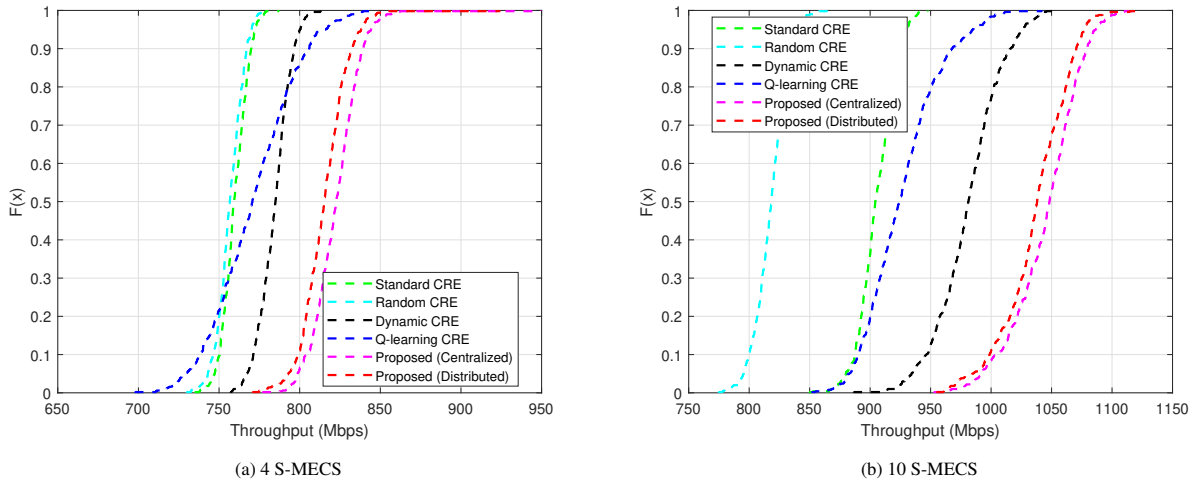 1
0.9
0.8
0.7
0.6
0.5
0.4
0.3
0.2
0.1
0
F(x)
650 700 750 800 850 900 950
Throughput (Mbps)
Standard CRE
Random CRE
Dynamic CRE
Q-learning CRE
Proposed (Centralized)
Proposed (Distributed)
(a) 4 S-MECS
1
0.9
0.8
0.7
0.6
0.5
0.4
0.3
0.2
0.1
0
F(x)
750 800 850 900 950 1000 1050 1100 1150
Throughput (Mbps)
Standard CRE
Random CRE
Dynamic CRE
Q-learning CRE
Proposed (Centralized)
Proposed (Distributed)
(b) 10 S-MECS